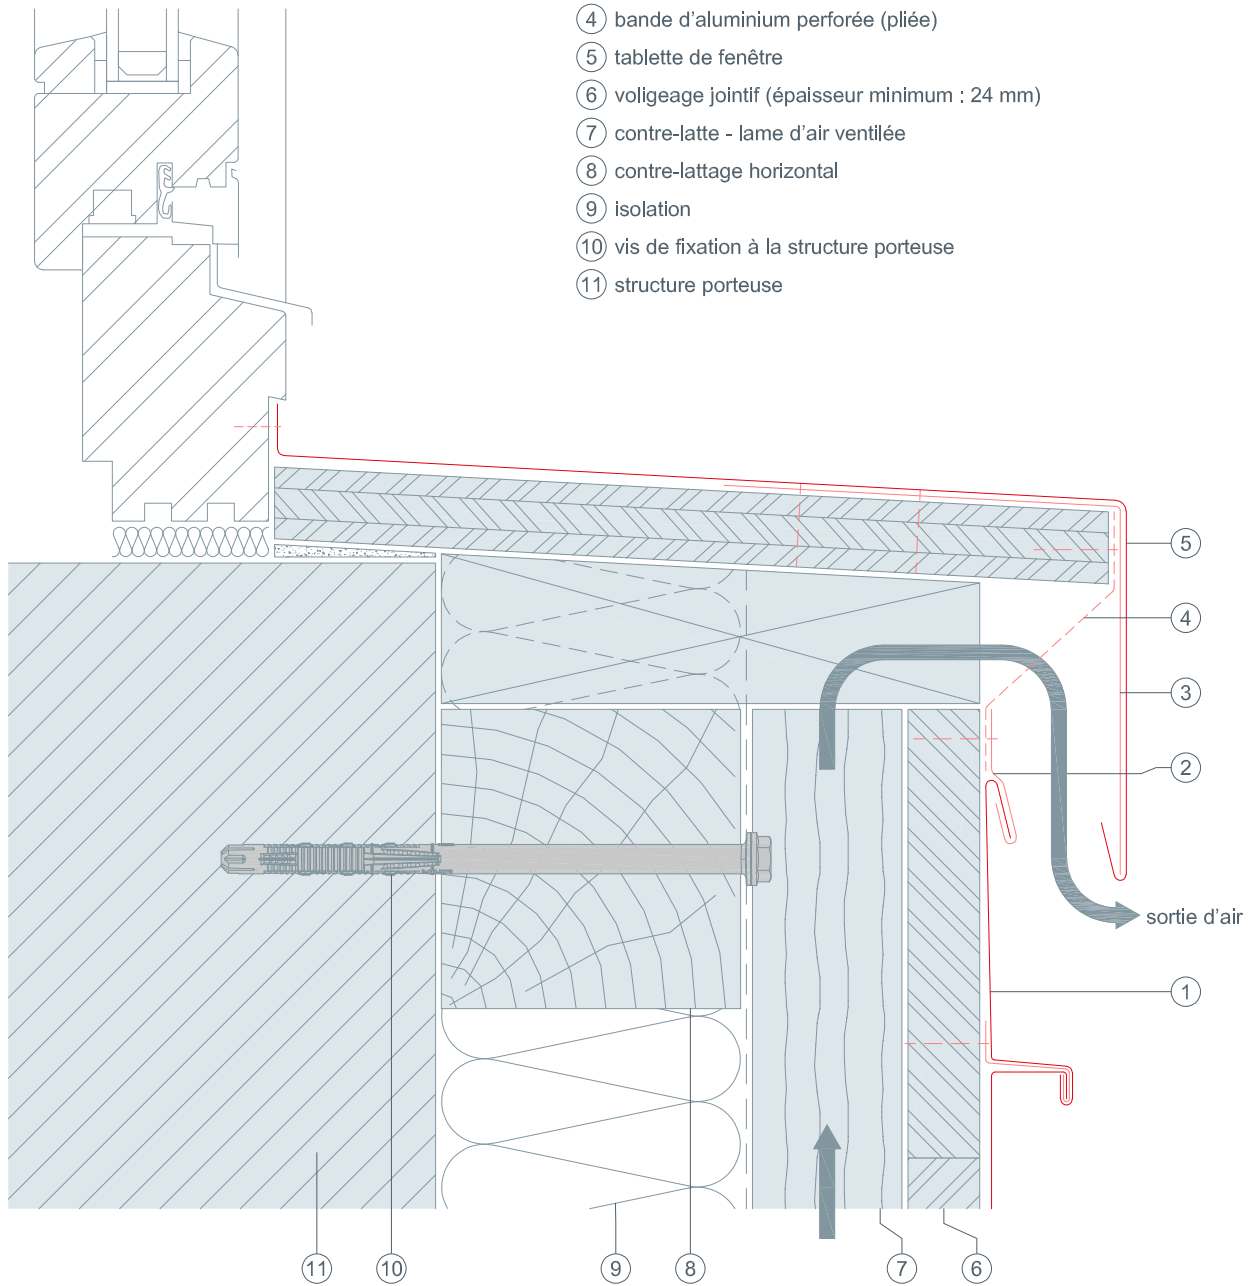 4 bande d'aluminium perforée (pliée)
5 tablette de fenêtre
6 voligeage jointif (épaisseur minimum : 24 mm)
7 contre-latte - lame d'air ventilée
8 contre-lattage horizontal
9 isolation
10 vis de fixation à la structure porteuse
11 structure porteuse
5
4
3
2
sortie d'air
1
11 10 9 8 7 6